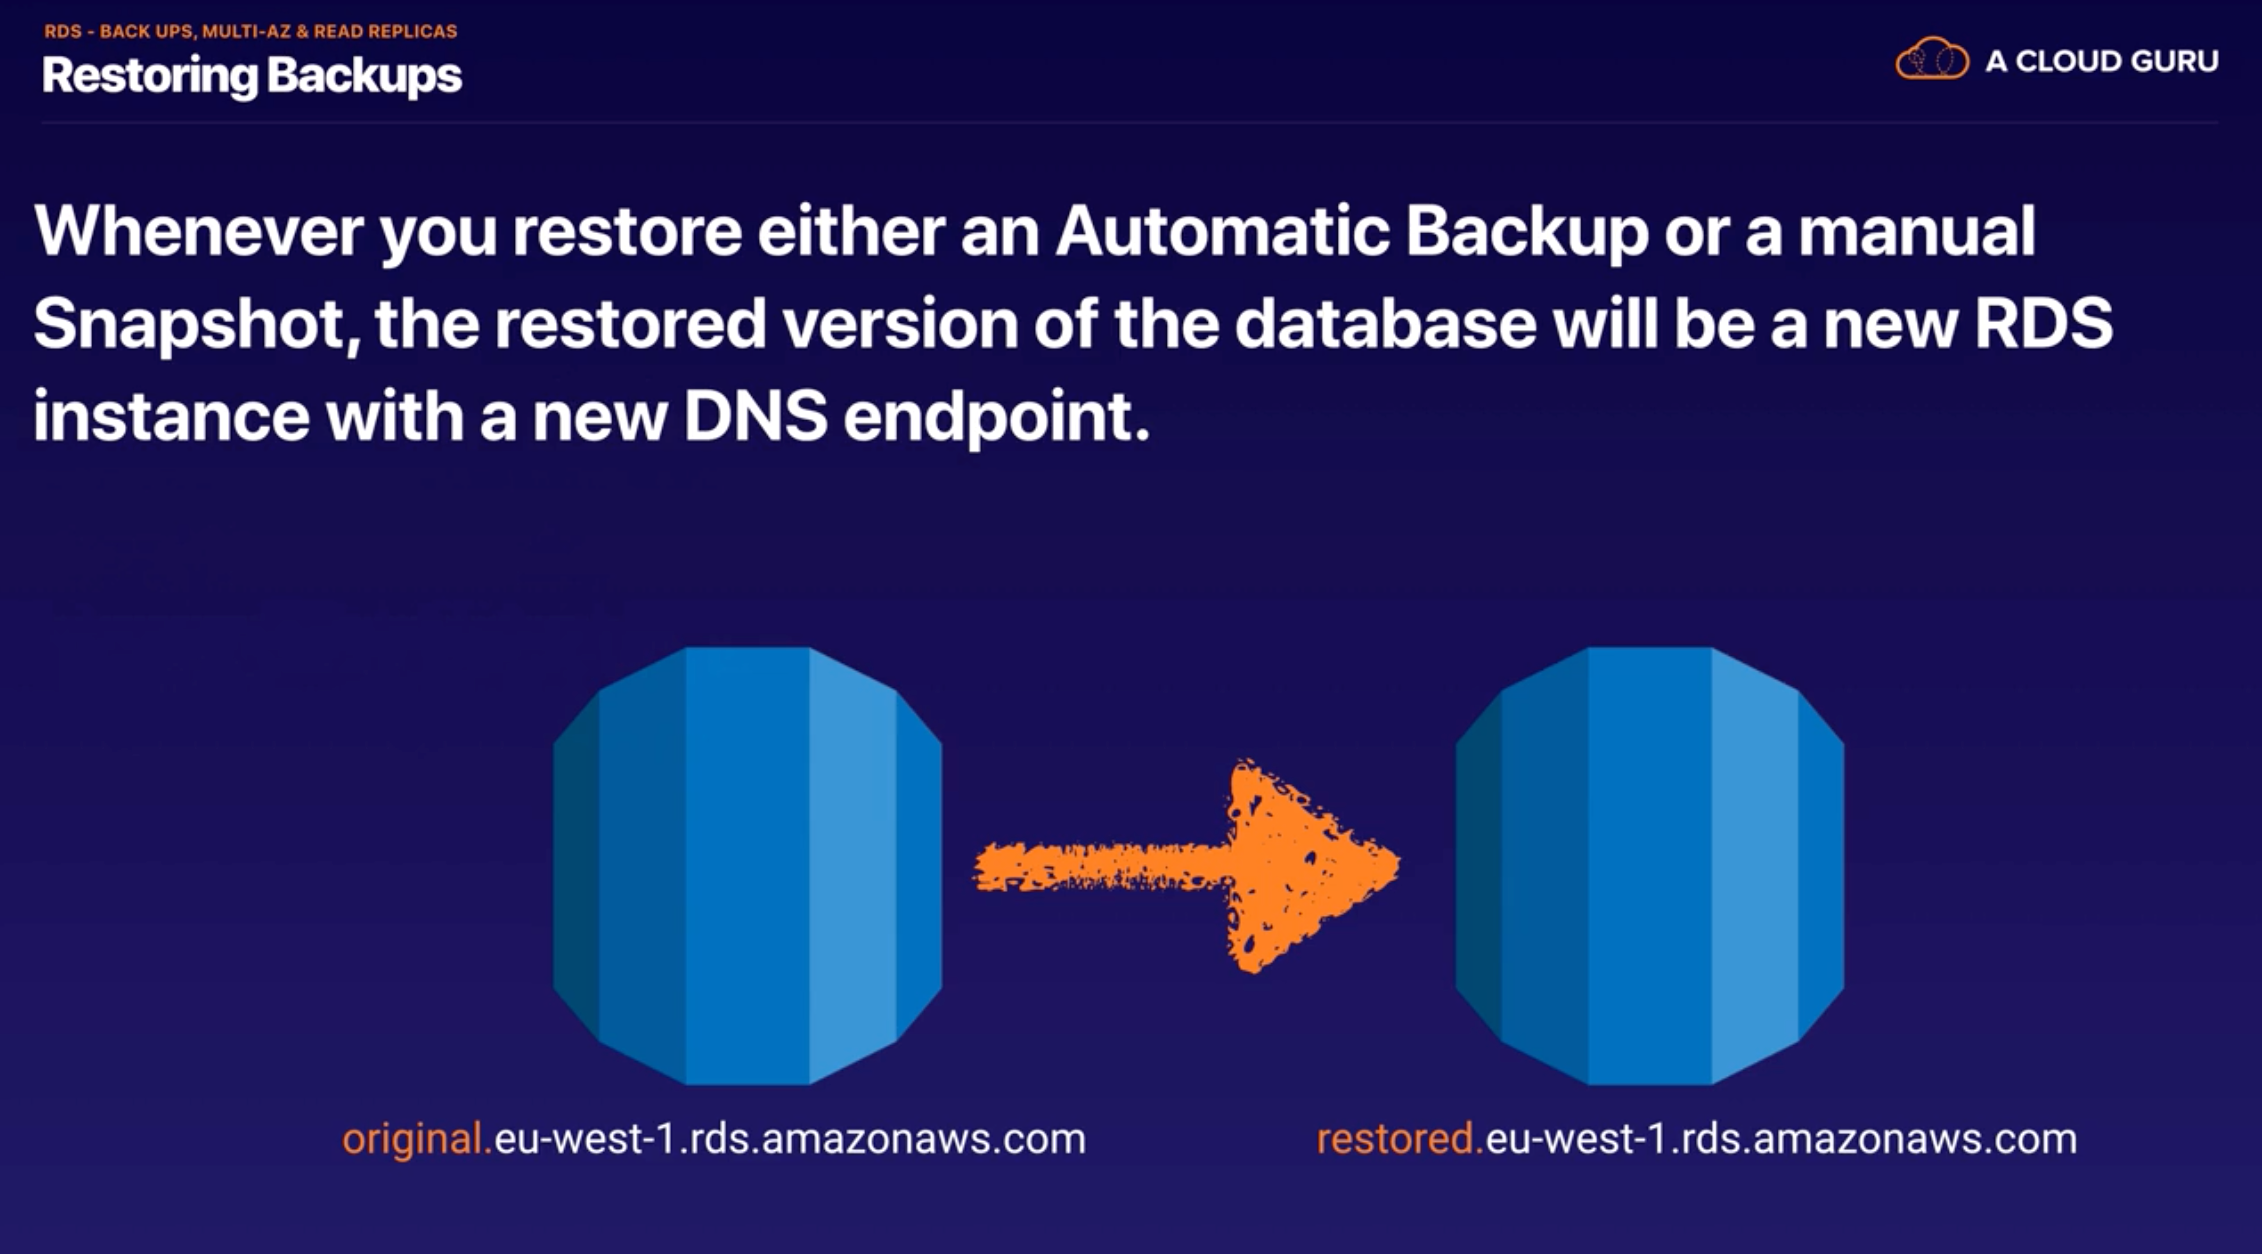 RDS - BACK UPS, MULTI-AZ & READ REPLICAS
Restoring Backups
A CLOUD GURU
Whenever you restore either an Automatic Backup or a manual
Snapshot, the restored version of the database will be a new RDS
instance with a new DNS endpoint.
original.eu-west-1.rds.amazonaws.com
restored.eu-west-1.rds.amazonaws.com